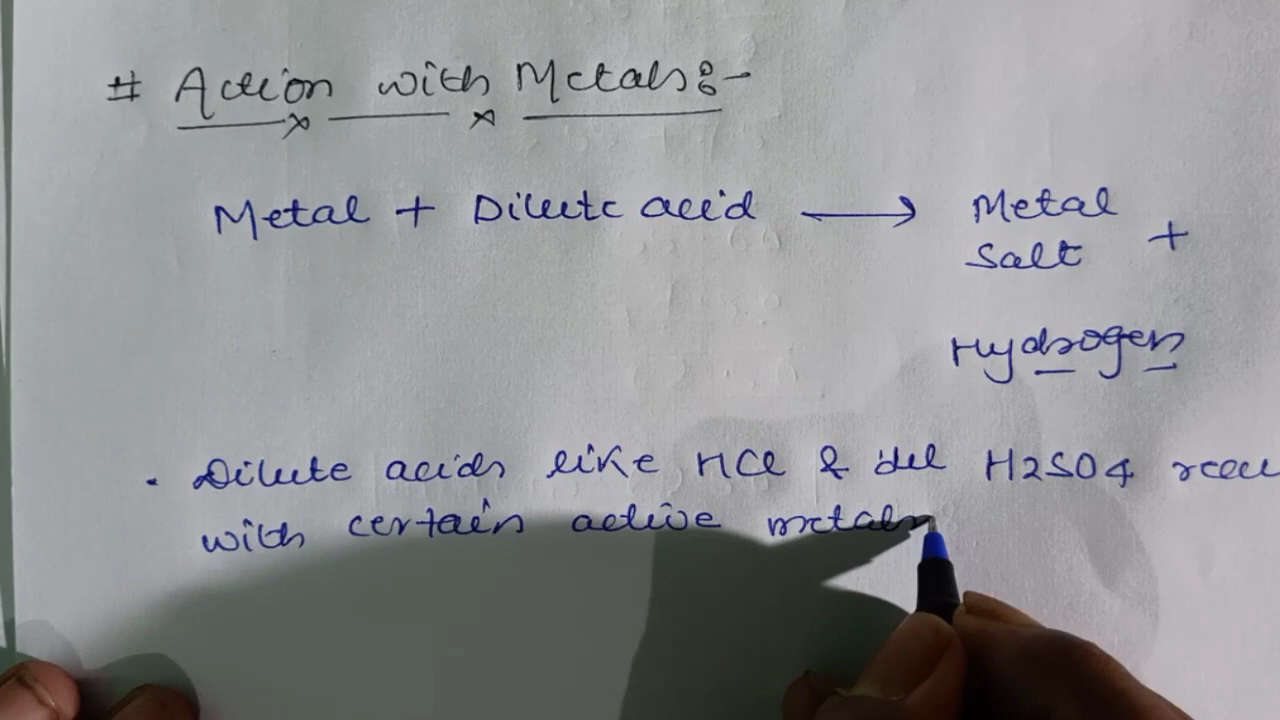 # Action with Metals:-
Metal + Dilute acid → Metal Salt +
Hydrogen
. Dilute acids like HCl & dil H2SO4 reac
with certain active metals